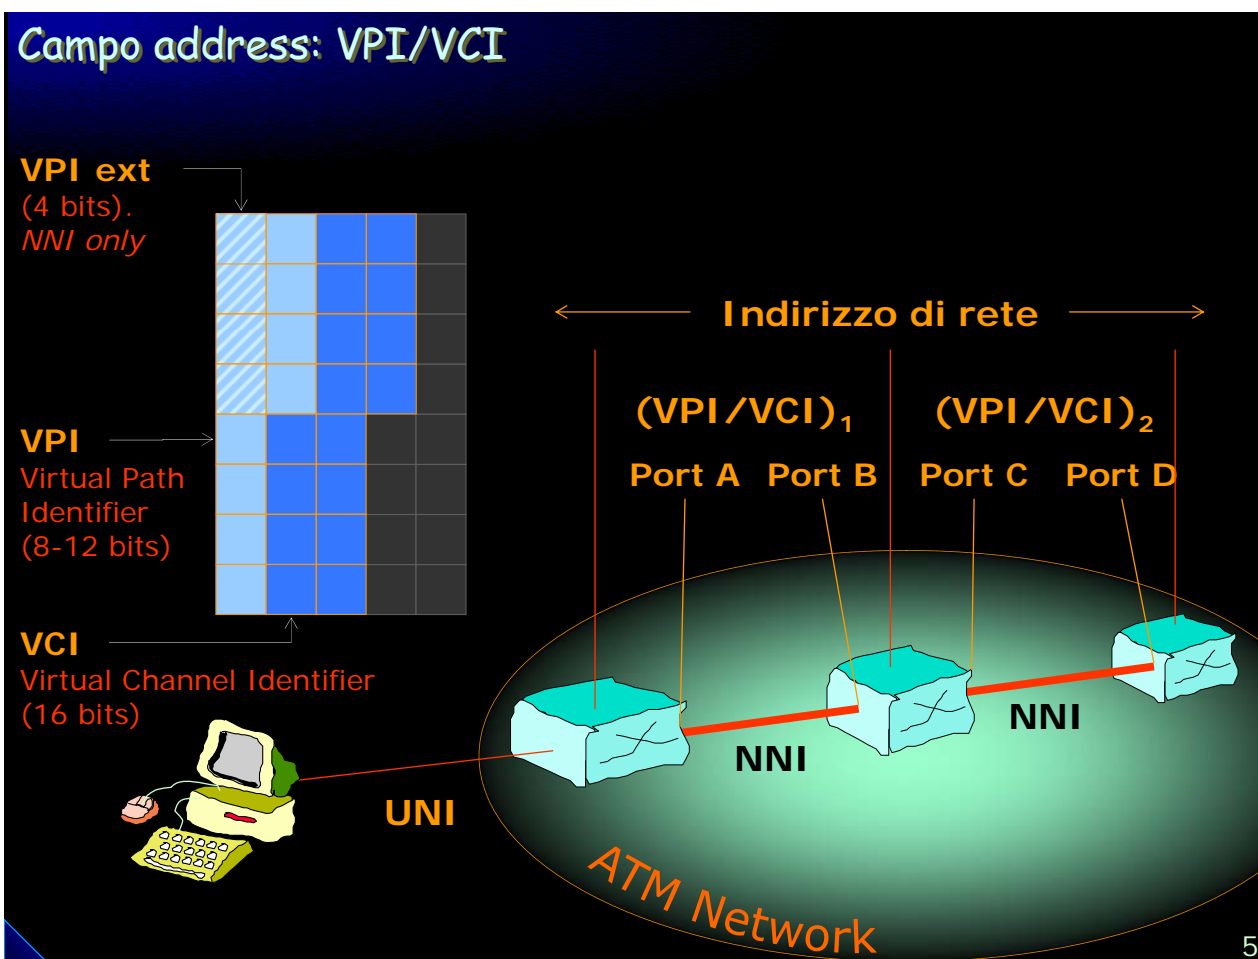 Campo address: VPI/VCI
VPI ext
(4 bits).
NNI only
VPI
Virtual Path
Identifier
(8-12 bits)
VCI
Virtual Channel Identifier
(16 bits)
Indirizzo di rete
(VPI/VCI)1 (VPI/VCI)2
Port A Port B Port C Port D
NNI
NNI
UNI
ATM Network
5